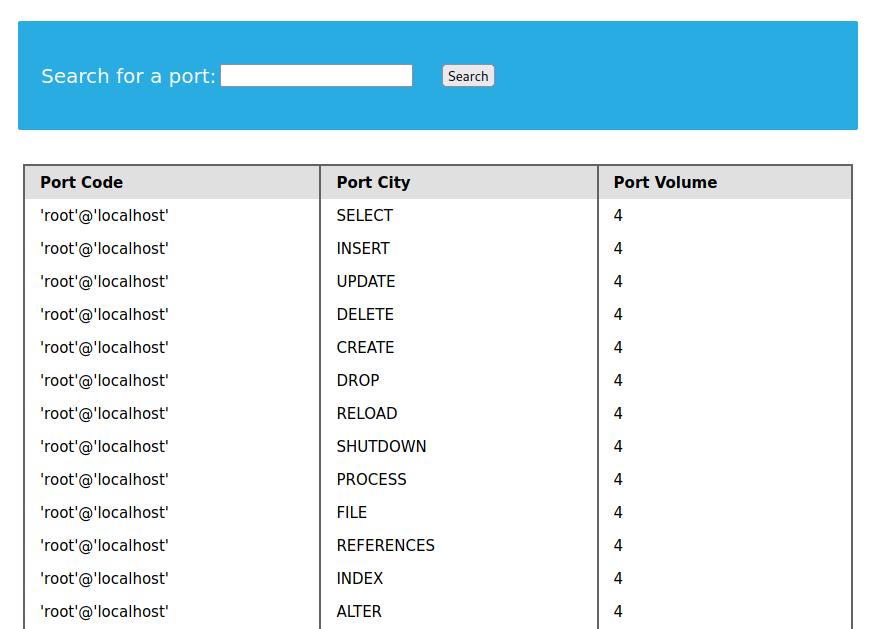 Search for a port: Search
Port Code Port City Port Volume
'root'@'localhost' SELECT 4
'root'@'localhost' INSERT 4
'root'@'localhost' UPDATE 4
'root'@'localhost' DELETE 4
'root'@'localhost' CREATE 4
'root'@'localhost' DROP 4
'root'@'localhost' RELOAD 4
'root'@'localhost' SHUTDOWN 4
'root'@'localhost' PROCESS 4
'root'@'localhost' FILE 4
'root'@'localhost' REFERENCES 4
'root'@'localhost' INDEX 4
'root'@'localhost' ALTER 4